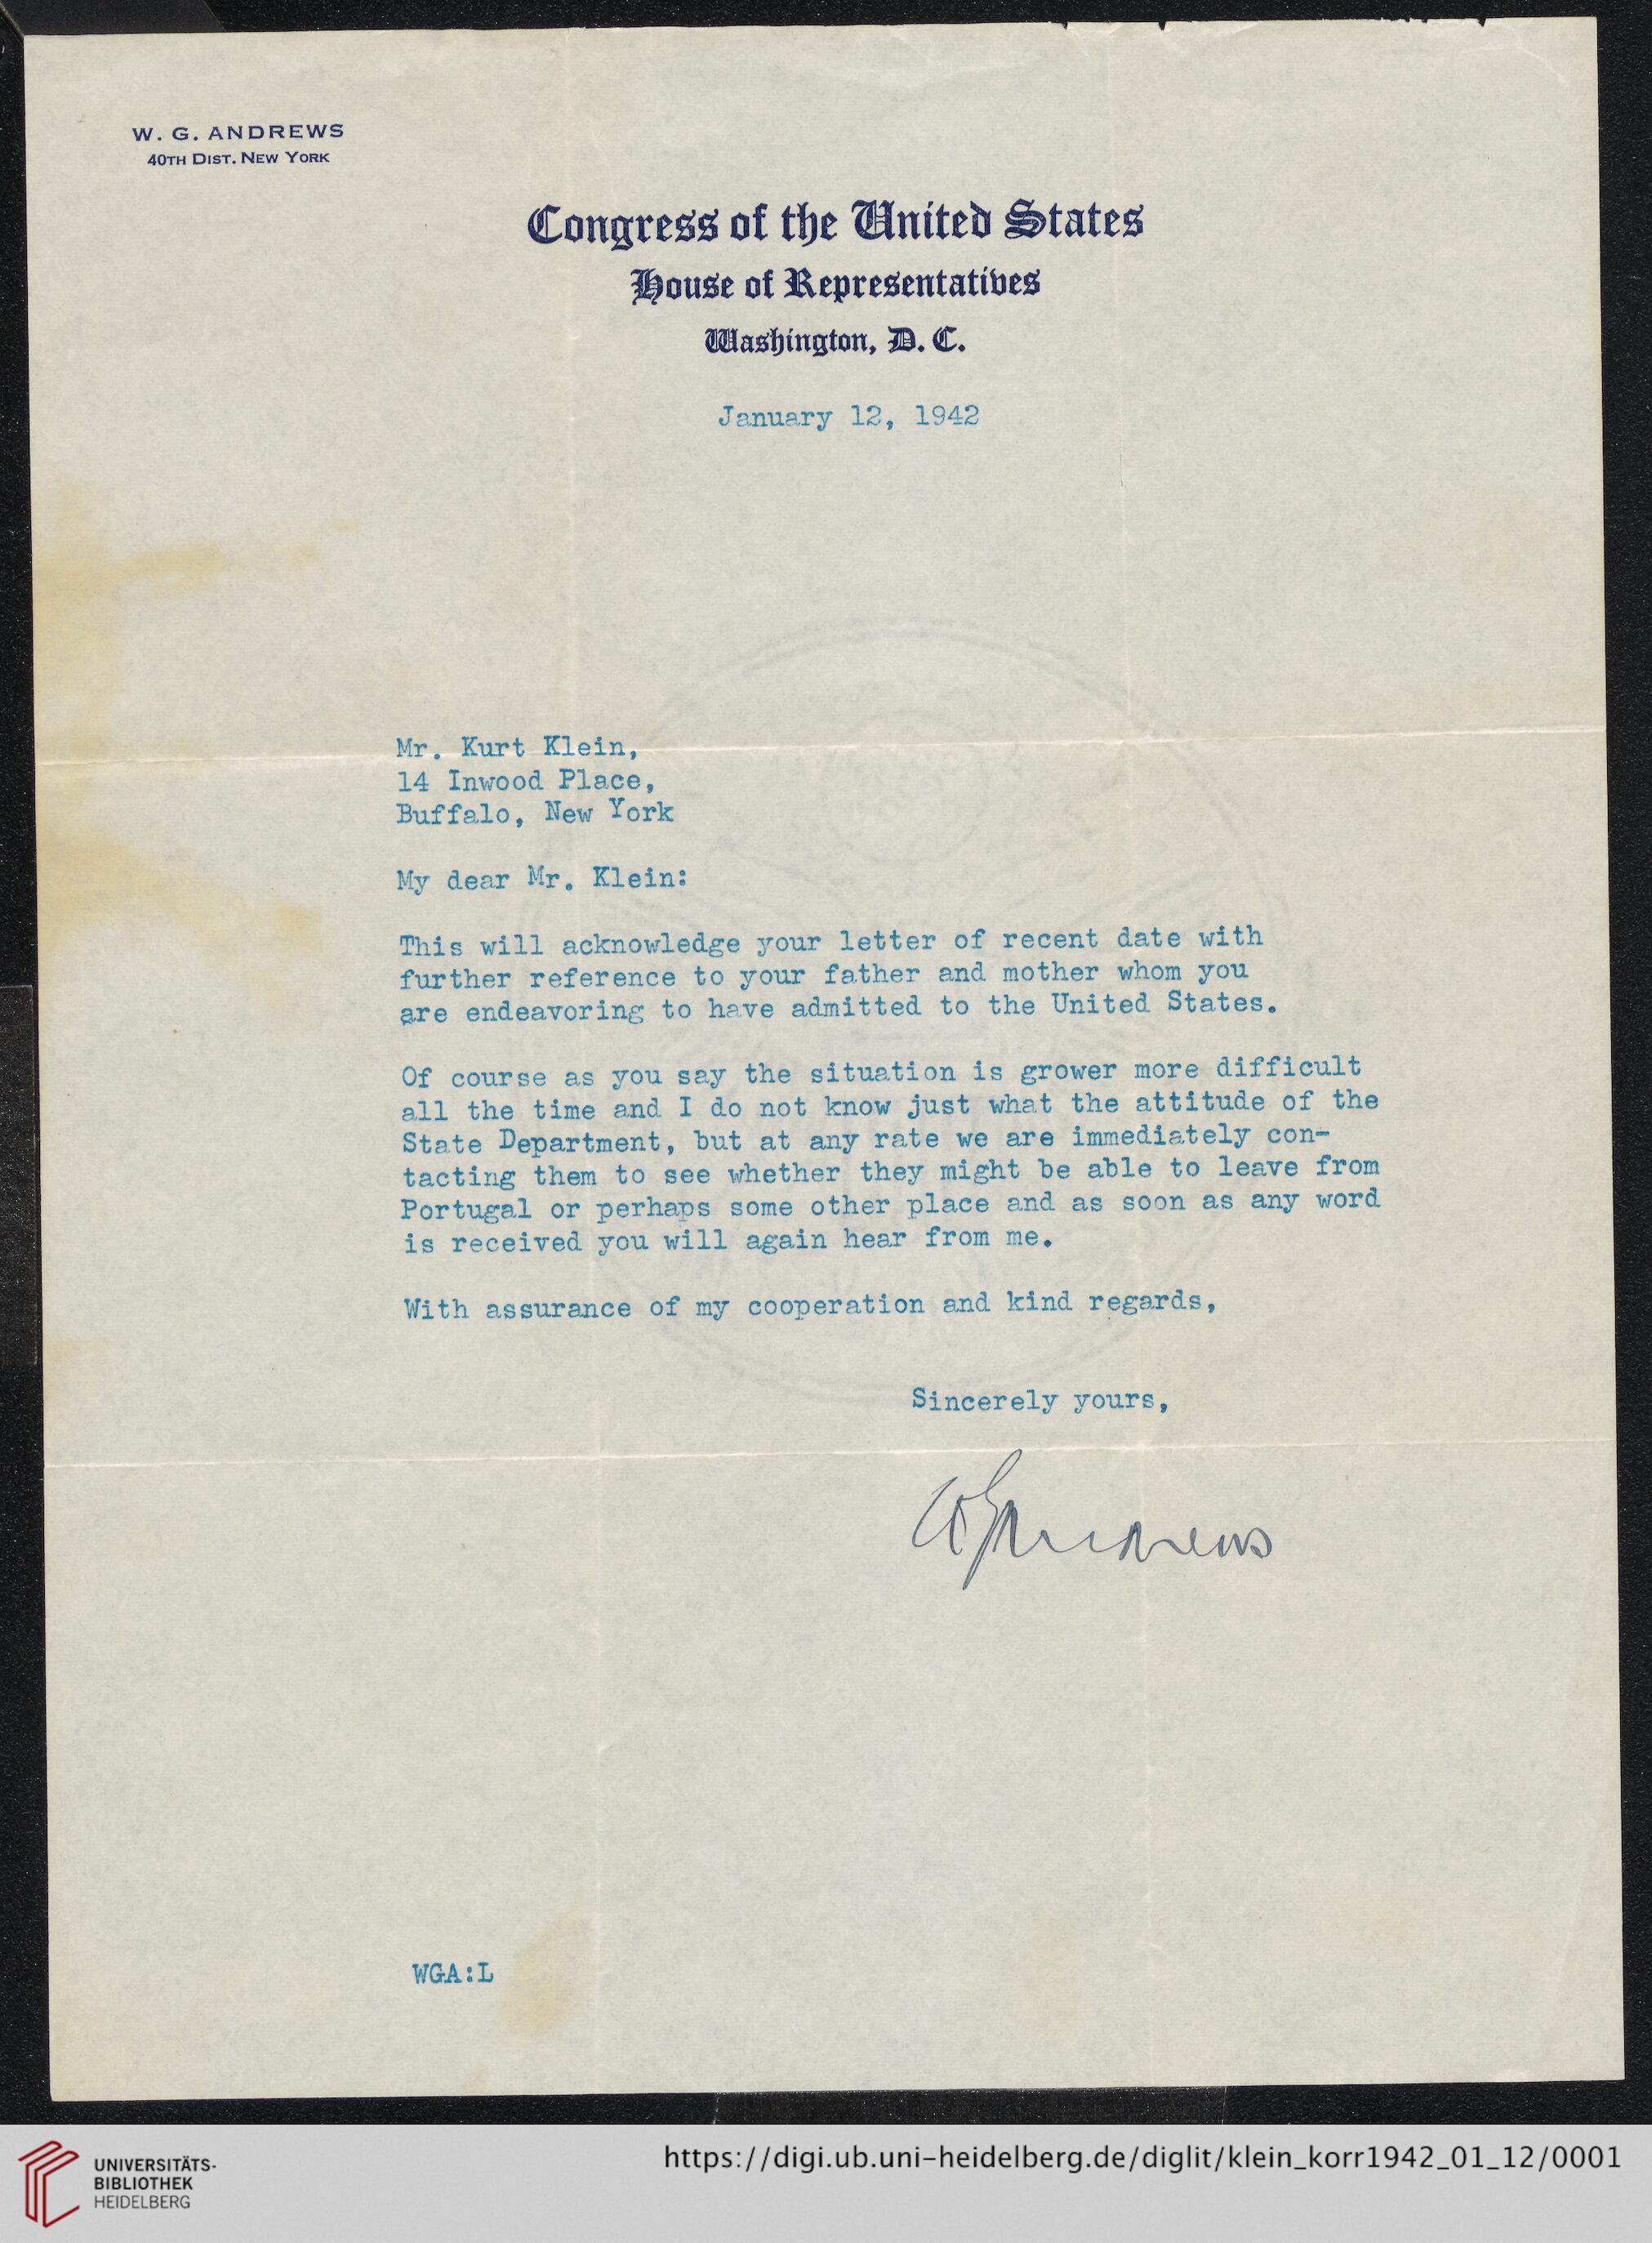 W. G. ANDREWS
40TH DIST. NEW YORK
Congress of the United States
House of Representatives
Washington, D. C.
January 12, 1942
Mr. Kurt Klein,
14 Inwood Place,
Buffalo, New York
My dear Mr. Klein:
This will acknowledge your letter of recent date with
further reference to your father and mother whom you
are endeavoring to have admitted to the United States.
Of course as you say the situation is grower more difficult
all the time and I do not know just what the attitude of the
State Department, but at any rate we are immediately con-
tacting them to see whether they might be able to leave from
Portugal or perhaps some other place and as soon as any word
is received you will again hear from me.
With assurance of my cooperation and kind regards,
Sincerely yours,
WGAndrews
WGA:L
UNIVERSITÄTS-
BIBLIOTHEK
HEIDELBERG
https://digi.ub.uni-heidelberg.de/diglit/klein_korr1942_01_12/0001